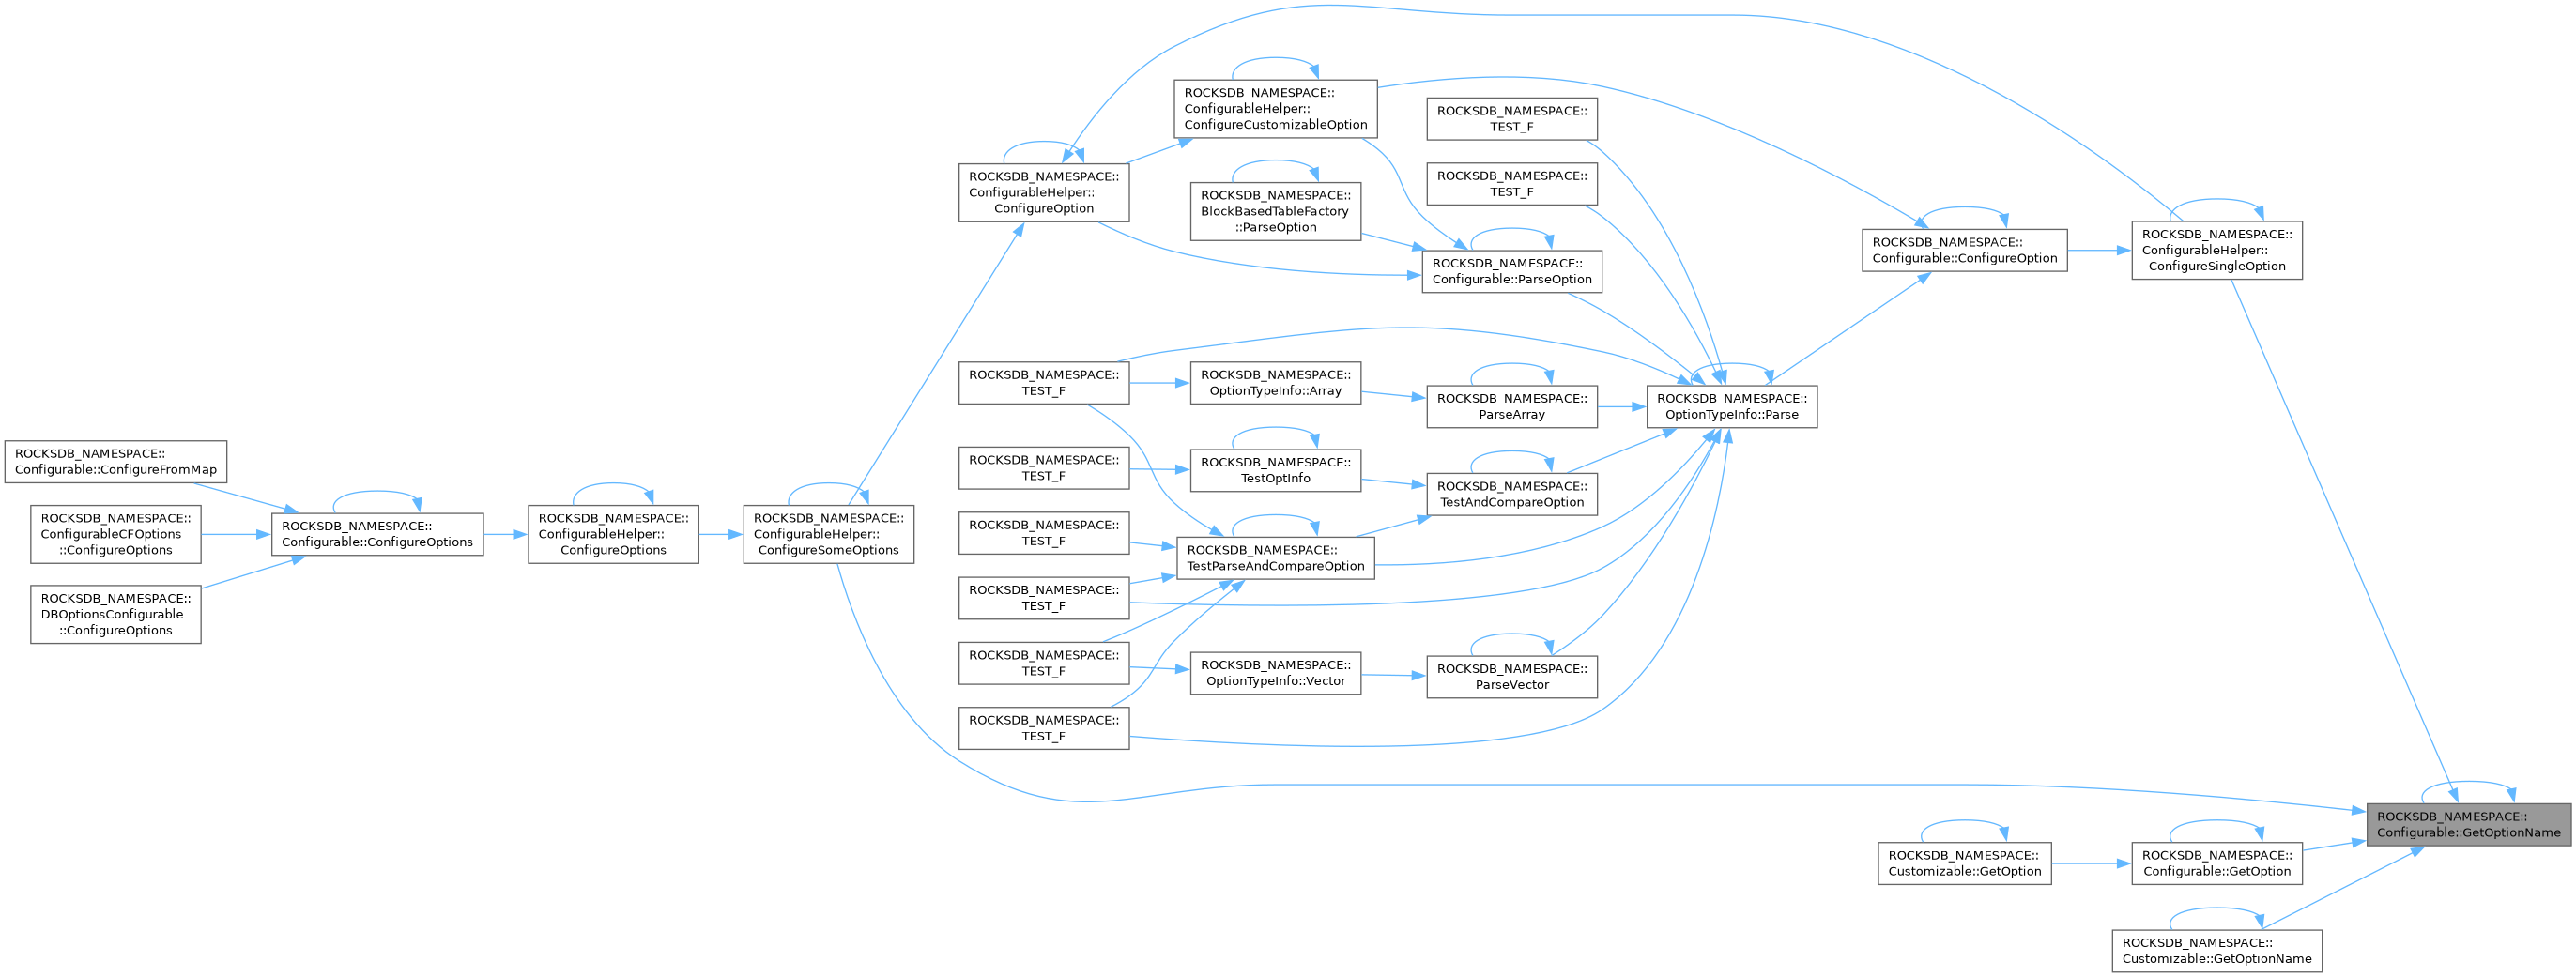 ROCKSDB_NAMESPACE::
ConfigurableHelper::
ConfigureCustomizableOption
ROCKSDB_NAMESPACE::
TEST_F
ROCKSDB_NAMESPACE::
ConfigurableHelper::
ConfigureOption
ROCKSDB_NAMESPACE::
BlockBasedTableFactory
::ParseOption
ROCKSDB_NAMESPACE::
TEST_F
ROCKSDB_NAMESPACE::
Configurable::ParseOption
ROCKSDB_NAMESPACE::
Configurable::ConfigureOption
ROCKSDB_NAMESPACE::
ConfigurableHelper::
ConfigureSingleOption
ROCKSDB_NAMESPACE::
TEST_F
ROCKSDB_NAMESPACE::
OptionTypeInfo::Array
ROCKSDB_NAMESPACE::
ParseArray
ROCKSDB_NAMESPACE::
OptionTypeInfo::Parse
ROCKSDB_NAMESPACE::
Configurable::ConfigureFromMap
ROCKSDB_NAMESPACE::
ConfigurableCFOptions
::ConfigureOptions
ROCKSDB_NAMESPACE::
DBOptionsConfigurable
::ConfigureOptions
ROCKSDB_NAMESPACE::
Configurable::ConfigureOptions
ROCKSDB_NAMESPACE::
ConfigurableHelper::
ConfigureOptions
ROCKSDB_NAMESPACE::
ConfigurableHelper::
ConfigureSomeOptions
ROCKSDB_NAMESPACE::
TEST_F
ROCKSDB_NAMESPACE::
TestOptInfo
ROCKSDB_NAMESPACE::
TestAndCompareOption
ROCKSDB_NAMESPACE::
TEST_F
ROCKSDB_NAMESPACE::
TestParseAndCompareOption
ROCKSDB_NAMESPACE::
TEST_F
ROCKSDB_NAMESPACE::
TEST_F
ROCKSDB_NAMESPACE::
OptionTypeInfo::Vector
ROCKSDB_NAMESPACE::
ParseVector
ROCKSDB_NAMESPACE::
TEST_F
ROCKSDB_NAMESPACE::
Configurable::GetOptionName
ROCKSDB_NAMESPACE::
Customizable::GetOption
ROCKSDB_NAMESPACE::
Configurable::GetOption
ROCKSDB_NAMESPACE::
Customizable::GetOptionName